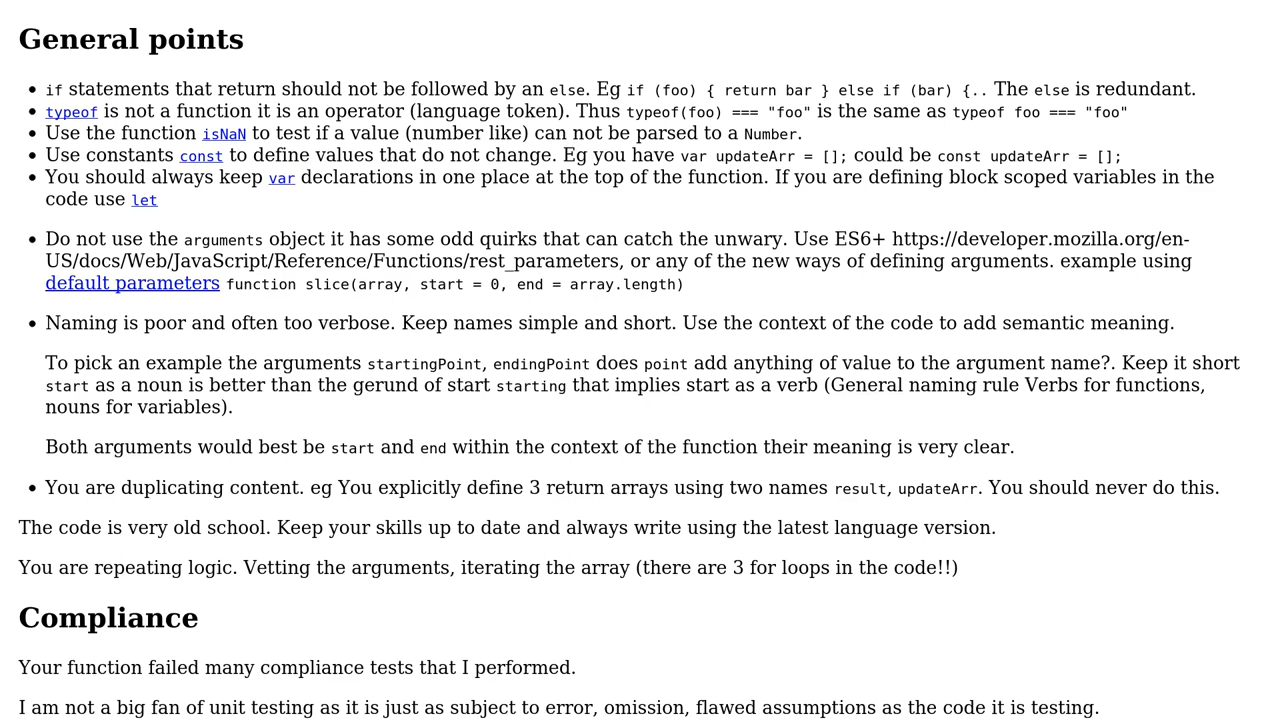 General points
if statements that return should not be followed by an else. Eg if (foo) { return bar } else if (bar) {.. The else is redundant.
typeof is not a function it is an operator (language token). Thus typeof(foo) === "foo" is the same as typeof foo === "foo"
Use the function isNaN to test if a value (number like) can not be parsed to a Number.
Use constants const to define values that do not change. Eg you have var updateArr = []; could be const updateArr = [];
You should always keep var declarations in one place at the top of the function. If you are defining block scoped variables in the
code use let
Do not use the arguments object it has some odd quirks that can catch the unwary. Use ES6+ https://developer.mozilla.org/en-
US/docs/Web/JavaScript/Reference/Functions/rest_parameters, or any of the new ways of defining arguments. example using
default parameters function slice(array, start = 0, end = array.length)
Naming is poor and often too verbose. Keep names simple and short. Use the context of the code to add semantic meaning.
To pick an example the arguments startingPoint, endingPoint does point add anything of value to the argument name?. Keep it short
start as a noun is better than the gerund of start starting that implies start as a verb (General naming rule Verbs for functions,
nouns for variables).
Both arguments would best be start and end within the context of the function their meaning is very clear.
You are duplicating content. eg You explicitly define 3 return arrays using two names result, updateArr. You should never do this.
The code is very old school. Keep your skills up to date and always write using the latest language version.
You are repeating logic. Vetting the arguments, iterating the array (there are 3 for loops in the code!!)
Compliance
Your function failed many compliance tests that I performed.
I am not a big fan of unit testing as it is just as subject to error, omission, flawed assumptions as the code it is testing.